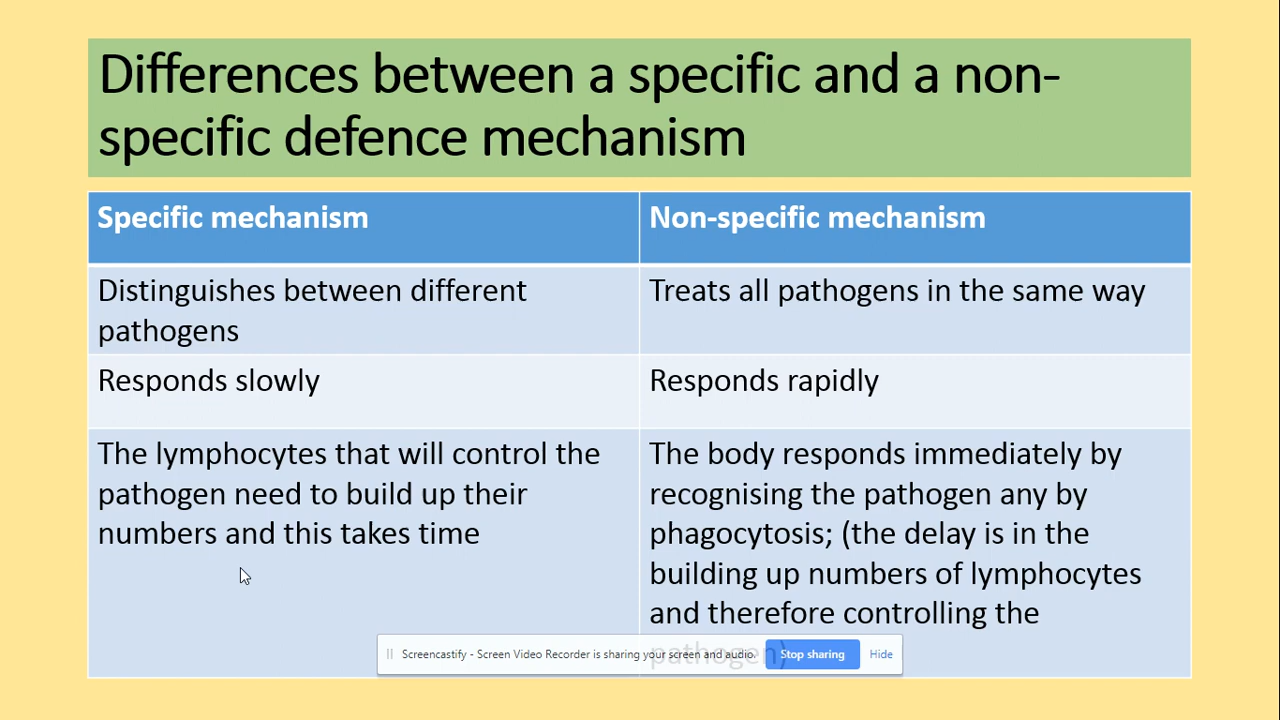 Differences between a specific and a non-
specific defence mechanism
Specific mechanism
Non-specific mechanism
Distinguishes between different
pathogens
Treats all pathogens in the same way
Responds slowly
Responds rapidly
The lymphocytes that will control the
pathogen need to build up their
numbers and this takes time
The body responds immediately by
recognising the pathogen any by
phagocytosis; (the delay is in the
building up numbers of lymphocytes
and therefore controlling the
pathogen)
Screencastify - Screen Video Recorder is sharing your screen and audio.
Stop sharing
Hide